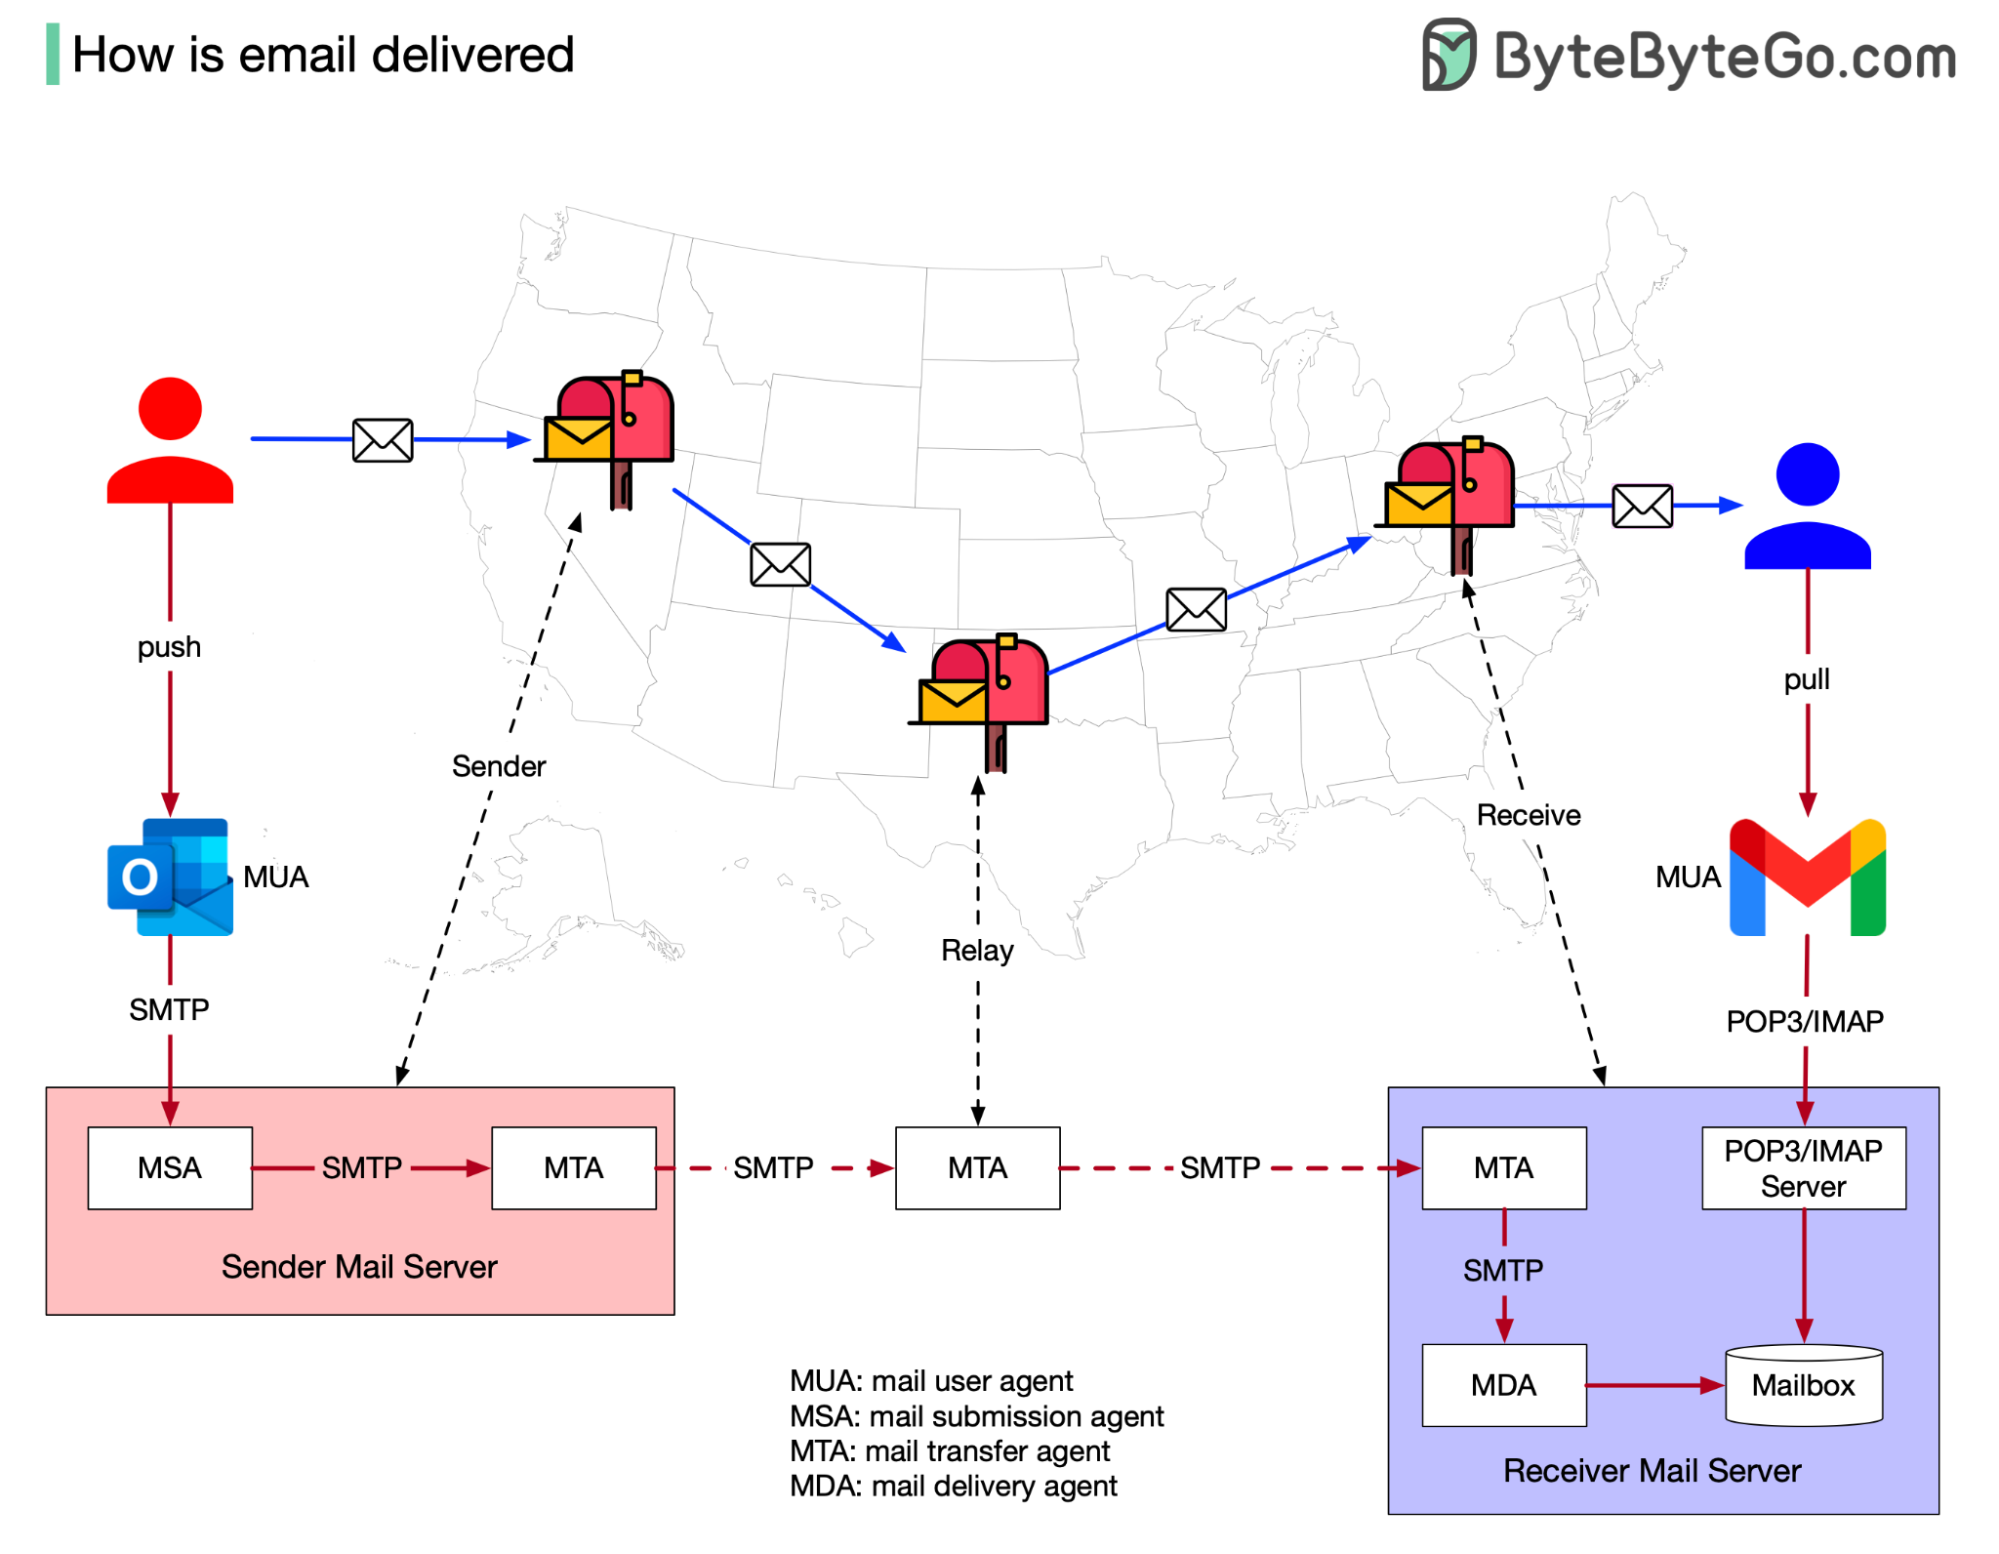 How is email delivered
ByteByteGo.com
push
pull
Sender
Receive
O
MUA
MUA
Relay
SMTP
POP3/IMAP
MSA
SMTP
MTA
SMTP
MTA
SMTP
MTA
POP3/IMAP
Server
Sender Mail Server
SMTP
MDA
Mailbox
MUA: mail user agent
MSA: mail submission agent
MTA: mail transfer agent
MDA: mail delivery agent
Receiver Mail Server